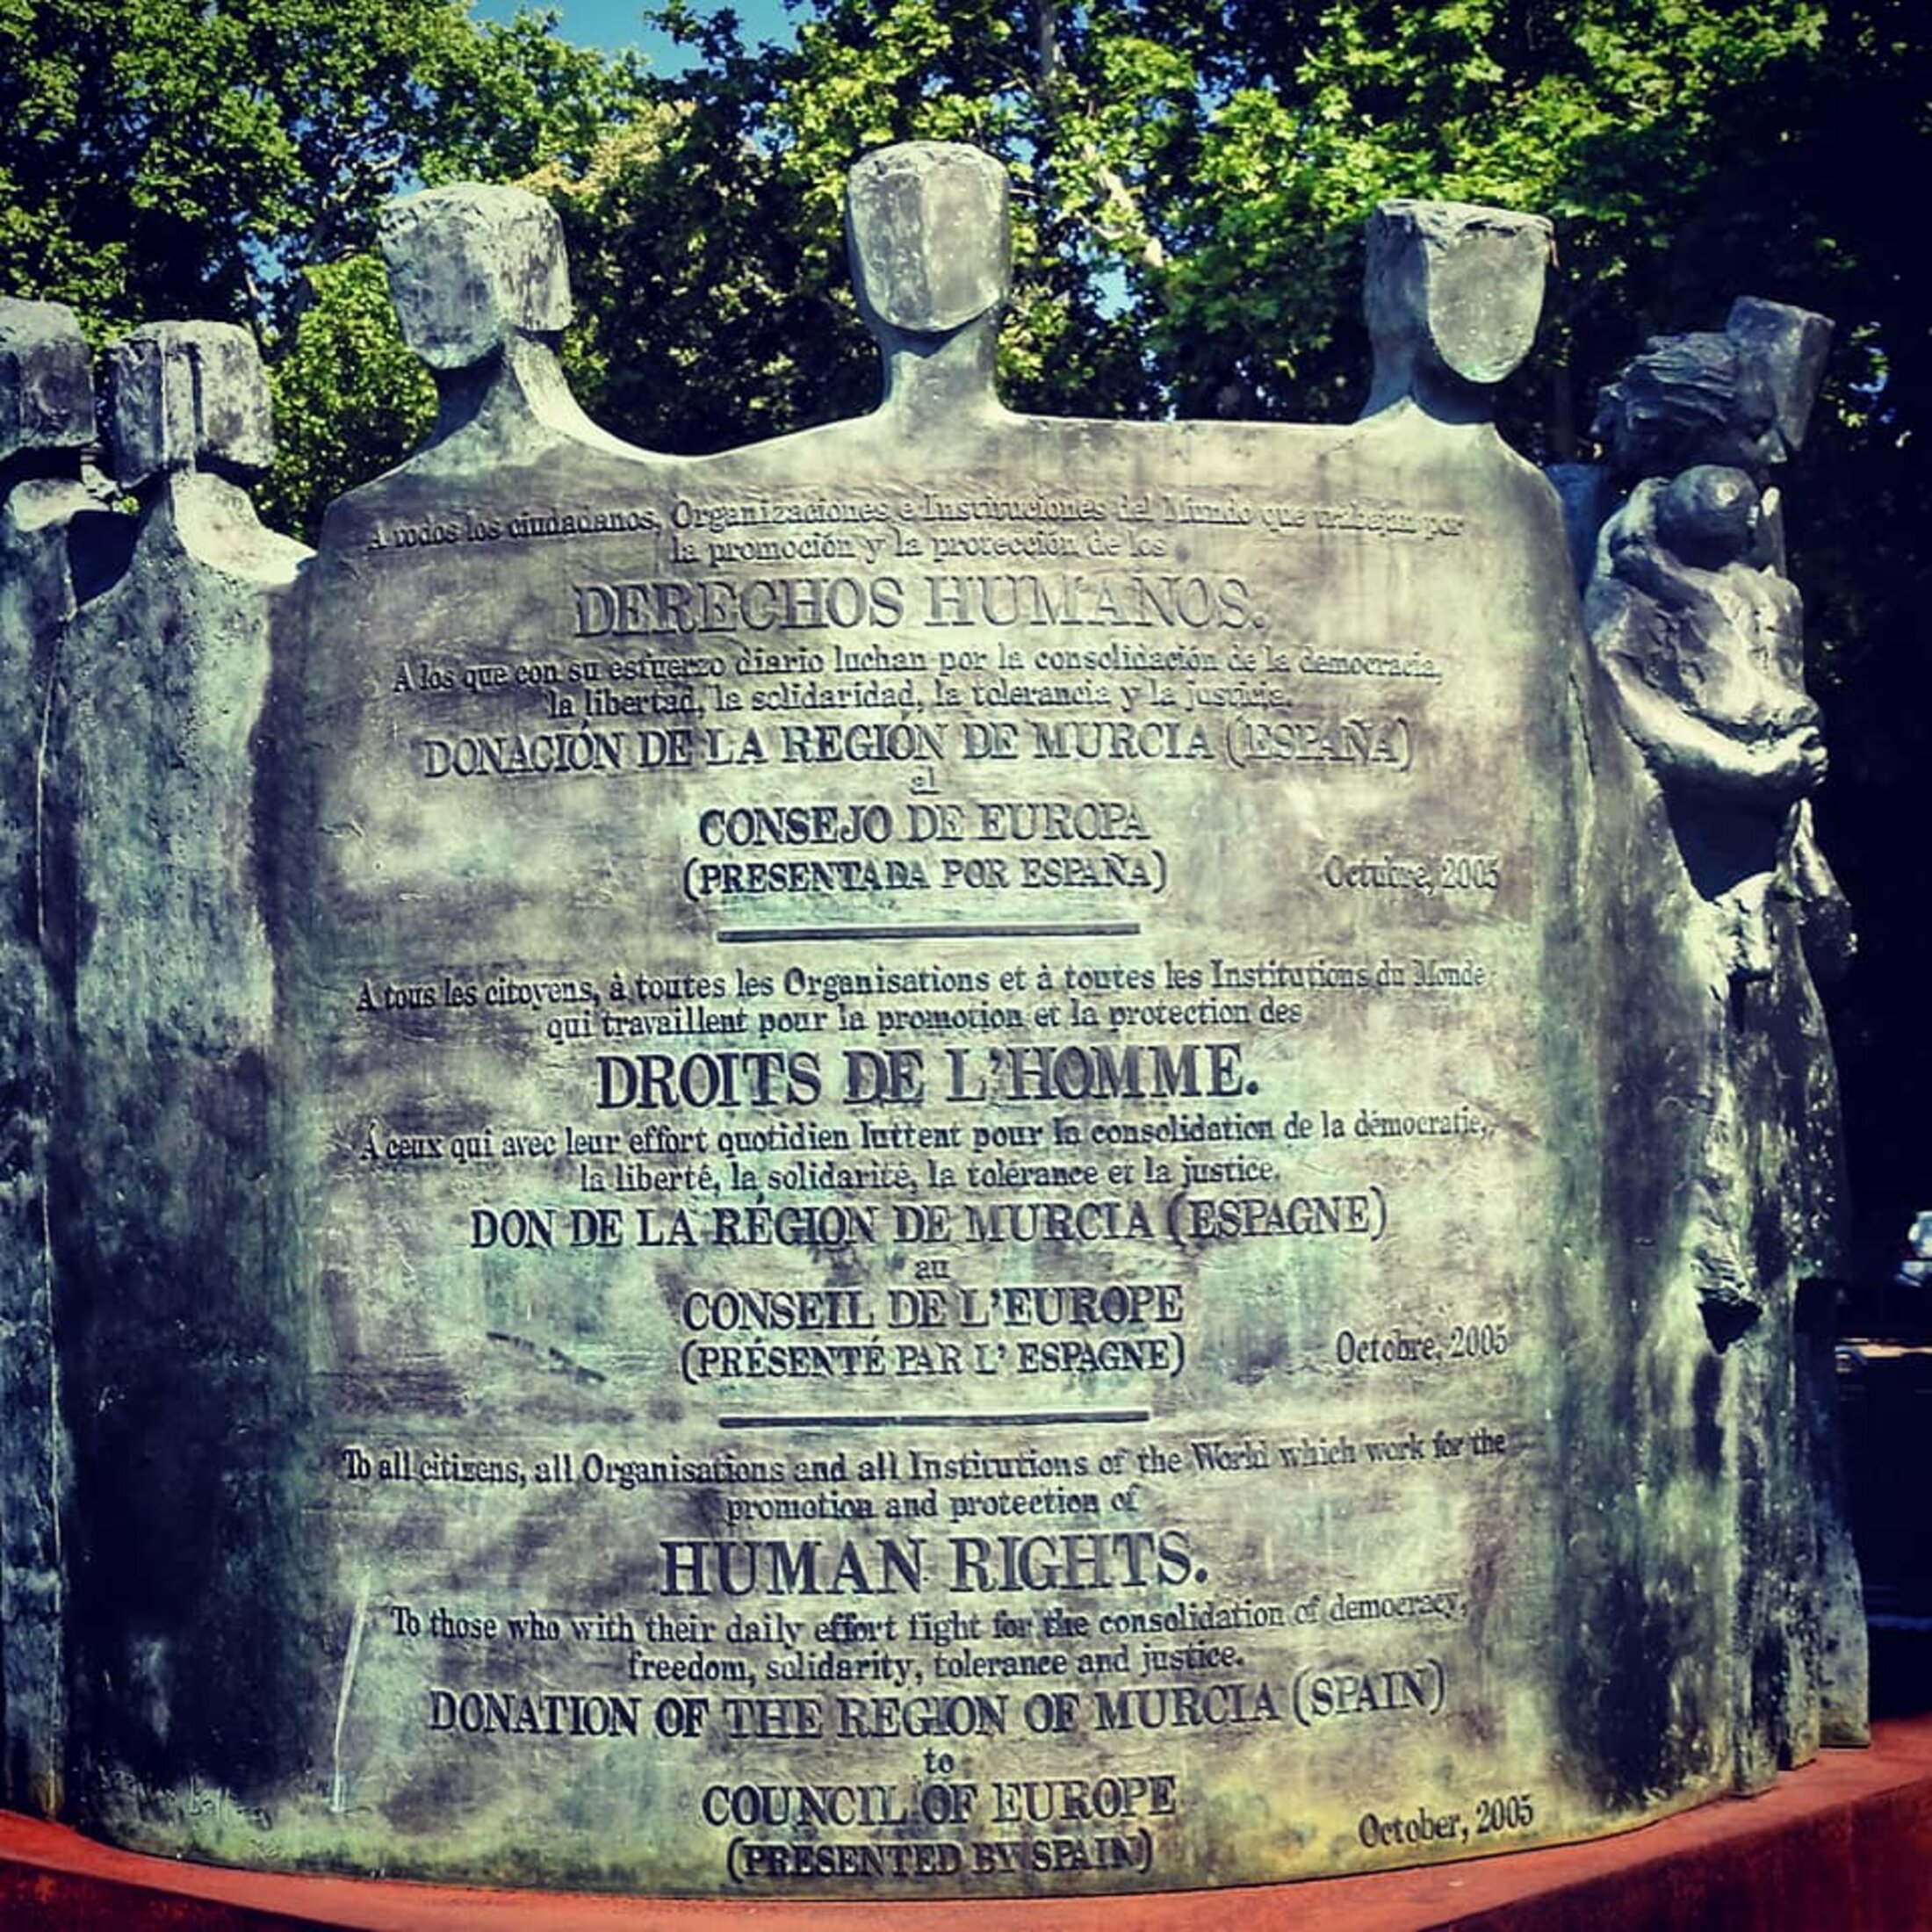 A todos los ciudadanos, Organizaciones e Instituciones del Mundo que trabajan por
la promoción y la protección de los
DERECHOS HUMANOS.
A los que con su esfuerzo diario luchan por la consolidación de la democracia,
la libertad, la solidaridad, la tolerancia y la justicia.
DONACIÓN DE LA REGIÓN DE MURCIA (ESPAÑA)
al
CONSEJO DE EUROPA
(PRESENTADA POR ESPAÑA)
Octubre, 2005
A tous les citoyens, à toutes les Organisations et à toutes les Institutions du Monde
qui travaillent pour la promotion et la protection des
DROITS DE L'HOMME.
Á ceux qui avec leur effort quotidien luttent pour la consolidation de la démocratie,
la liberté, la solidarité, la tolérance et la justice.
DON DE LA RÉGION DE MURCIA (ESPAGNE)
au
CONSEIL DE L'EUROPE
(PRÉSENTÉ PAR L' ESPAGNE)
Octobre, 2005
To all citizens, all Organisations and all Institutions of the World which work for the
promotion and protection of
HUMAN RIGHTS.
To those who with their daily effort fight for the consolidation of democracy,
freedom, solidarity, tolerance and justice.
DONATION OF THE REGION OF MURCIA (SPAIN)
to
COUNCIL OF EUROPE
(PRESENTED BY SPAIN)
October, 2005